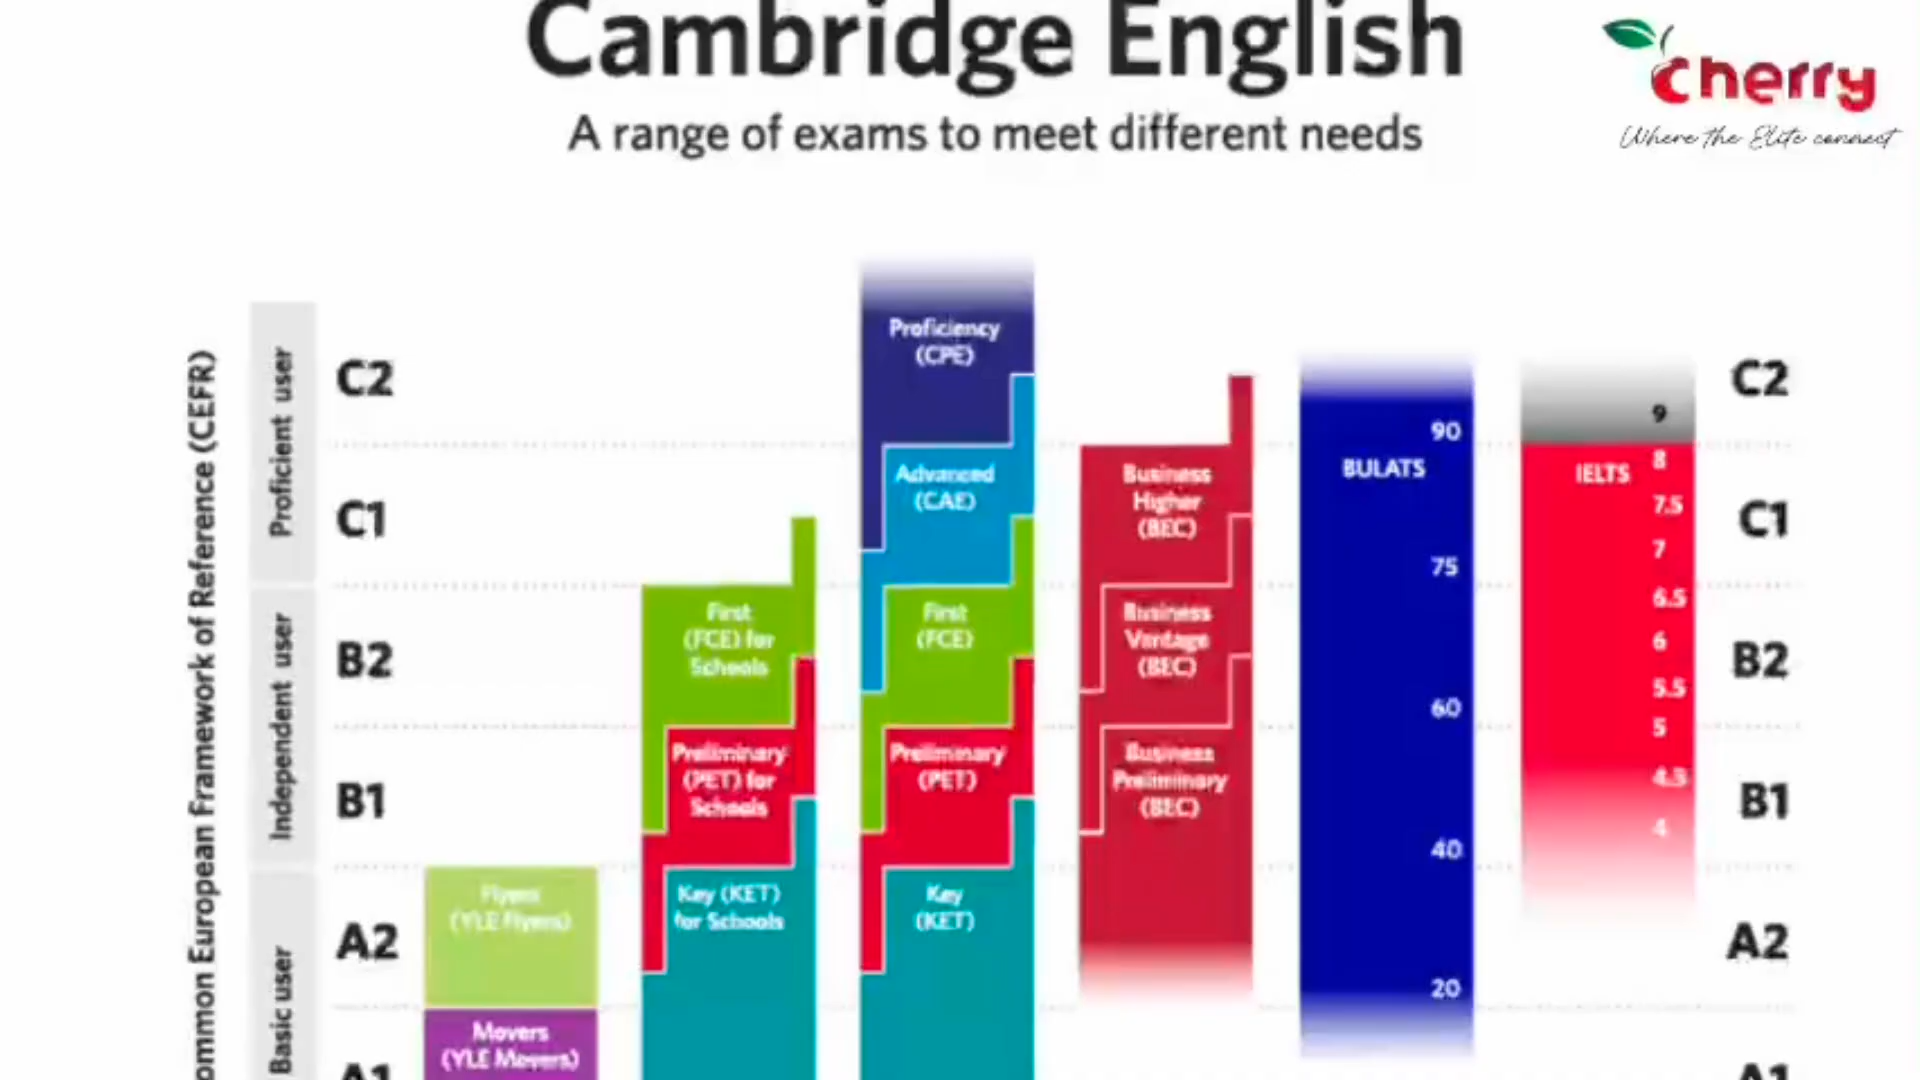 Cambridge English
A range of exams to meet different needs
cherry
Where the Elite connect
ommon European Framework of Reference (CEFR)
Proficient user
Independent user
Basic user
C2
C1
B2
B1
A2
A1
Flyers
(YLE Flyers)
Movers
(YLE Movers)
First
(FCE) for
Schools
Preliminary
(PET) for
Schools
Key (KET)
for Schools
Proficiency
(CPE)
Advanced
(CAE)
First
(FCE)
Preliminary
(PET)
Key
(KET)
Business
Higher
(BEC)
Business
Vantage
(BEC)
Business
Preliminary
(BEC)
90
BULATS
75
60
40
20
9
IELTS
8
7.5
7
6.5
6
5.5
5
4.5
4
C2
C1
B2
B1
A2
A1